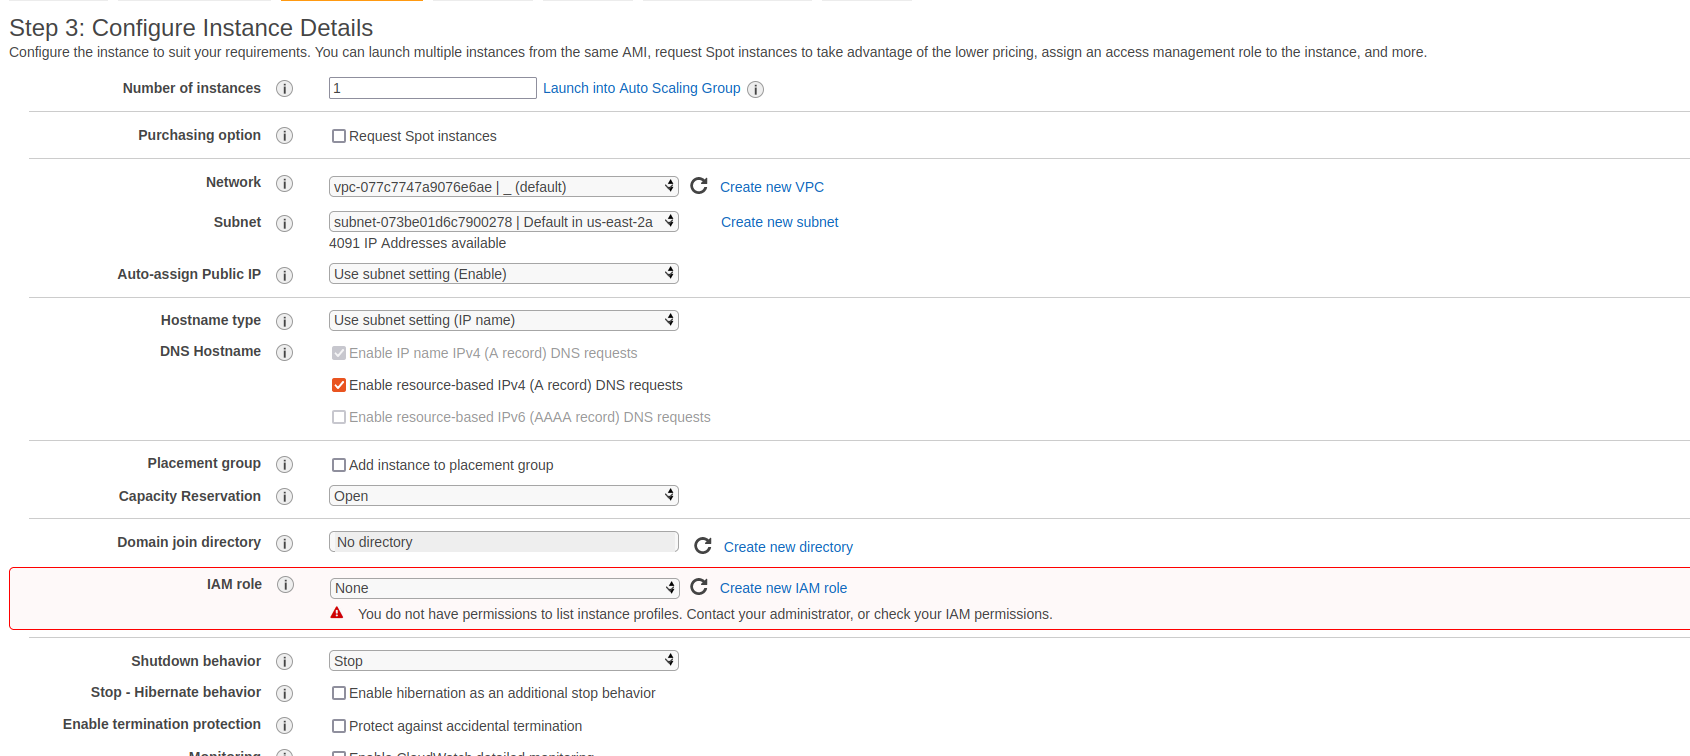 Step 3: Configure Instance Details
Configure the instance to suit your requirements. You can launch multiple instances from the same AMI, request Spot instances to take advantage of the lower pricing, assign an access management role to the instance, and more.
Number of instances i 1 Launch into Auto Scaling Group i
Purchasing option i Request Spot instances
Network i vpc-077c7747a9076e6ae | _ (default) Create new VPC
Subnet i subnet-073be01d6c7900278 | Default in us-east-2a Create new subnet
4091 IP Addresses available
Auto-assign Public IP i Use subnet setting (Enable)
Hostname type i Use subnet setting (IP name)
DNS Hostname i Enable IP name IPv4 (A record) DNS requests
Enable resource-based IPv4 (A record) DNS requests
Enable resource-based IPv6 (AAAA record) DNS requests
Placement group i Add instance to placement group
Capacity Reservation i Open
Domain join directory i No directory Create new directory
IAM role i None Create new IAM role
You do not have permissions to list instance profiles. Contact your administrator, or check your IAM permissions.
Shutdown behavior i Stop
Stop - Hibernate behavior i Enable hibernation as an additional stop behavior
Enable termination protection i Protect against accidental termination
Monitoring i Enable CloudWatch detailed monitoring